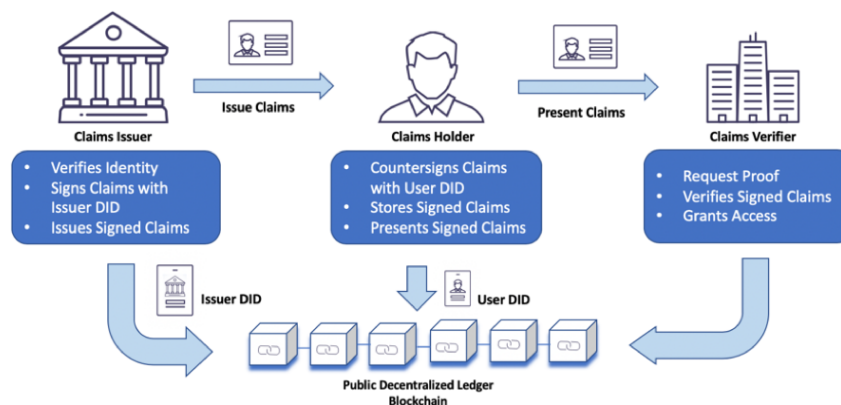 Issue Claims
Present Claims
Claims Issuer
Claims Holder
Claims Verifier
• Verifies Identity
• Signs Claims with
Issuer DID
• Issues Signed Claims
• Countersigns Claims
with User DID
• Stores Signed Claims
• Presents Signed Claims
• Request Proof
• Verifies Signed Claims
• Grants Access
Issuer DID
User DID
Public Decentralized Ledger
Blockchain